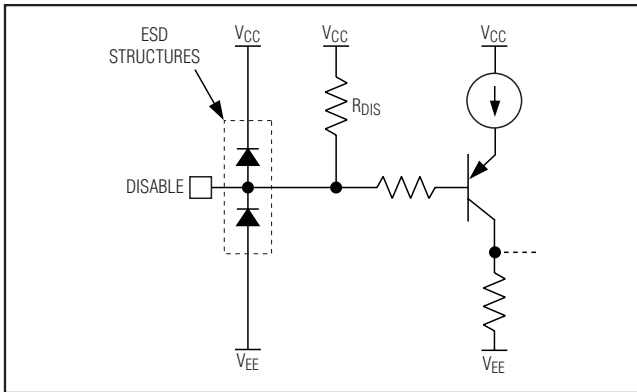 ESD
STRUCTURES
VCC
VCC
VCC
RDIS
DISABLE
VEE
VEE